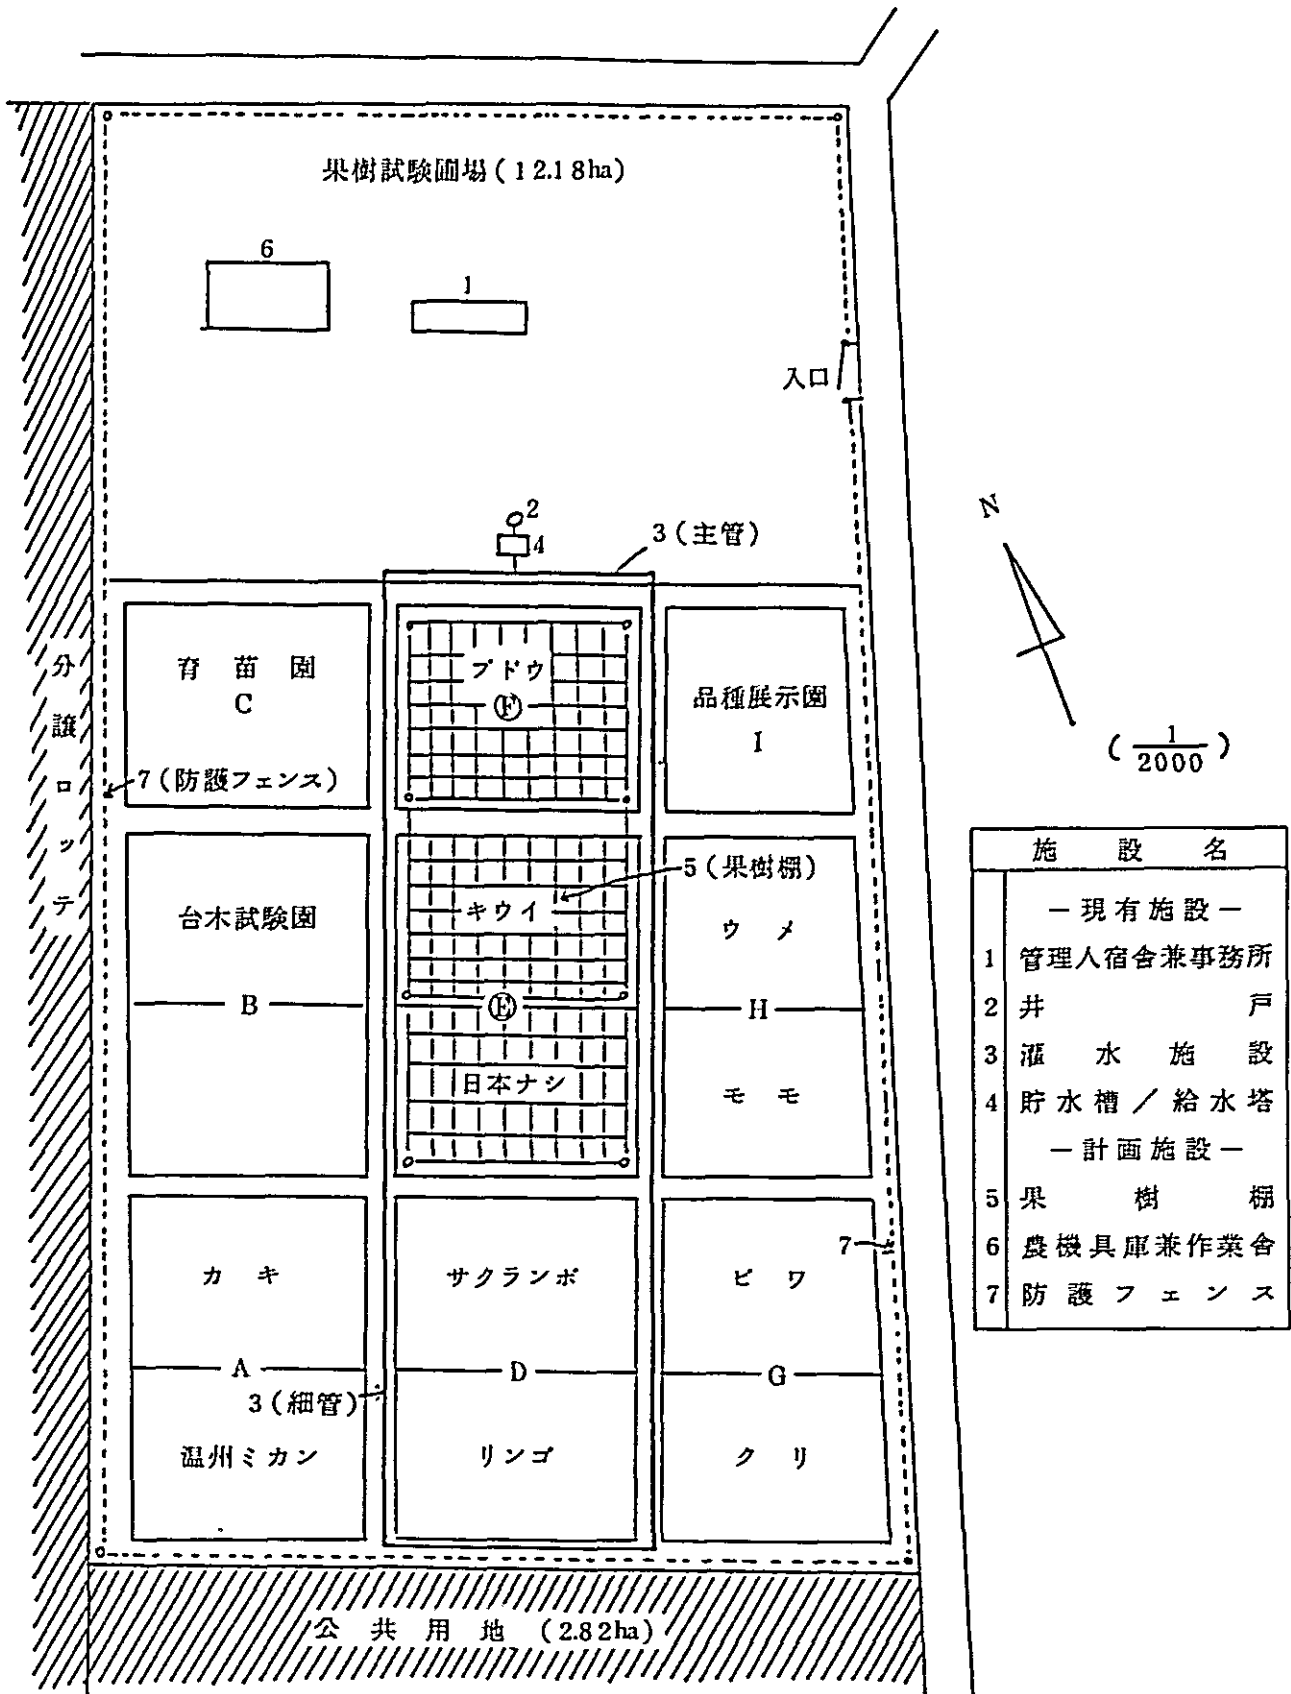 果樹試験圃場(12.18ha)
6
1
入口
2
4
3(主管)
N
育苗園
C
ブドウ
Ⓕ
品種展示園
I
(1/2000)
7(防護フェンス)
分譲ロッテ
台木試験園
B
キウイ
5(果樹棚)
Ⓔ
日本ナシ
ウメ
H
モモ
施設名
-現有施設-
1 管理人宿舎兼事務所
2 井戸
3 灌水施設
4 貯水槽/給水塔
-計画施設-
5 果樹棚
6 農機具庫兼作業舎
7 防護フェンス
7
カキ
A
3(細管)
温州ミカン
サクランボ
D
リンゴ
ビワ
G
クリ
公共用地(2.82ha)